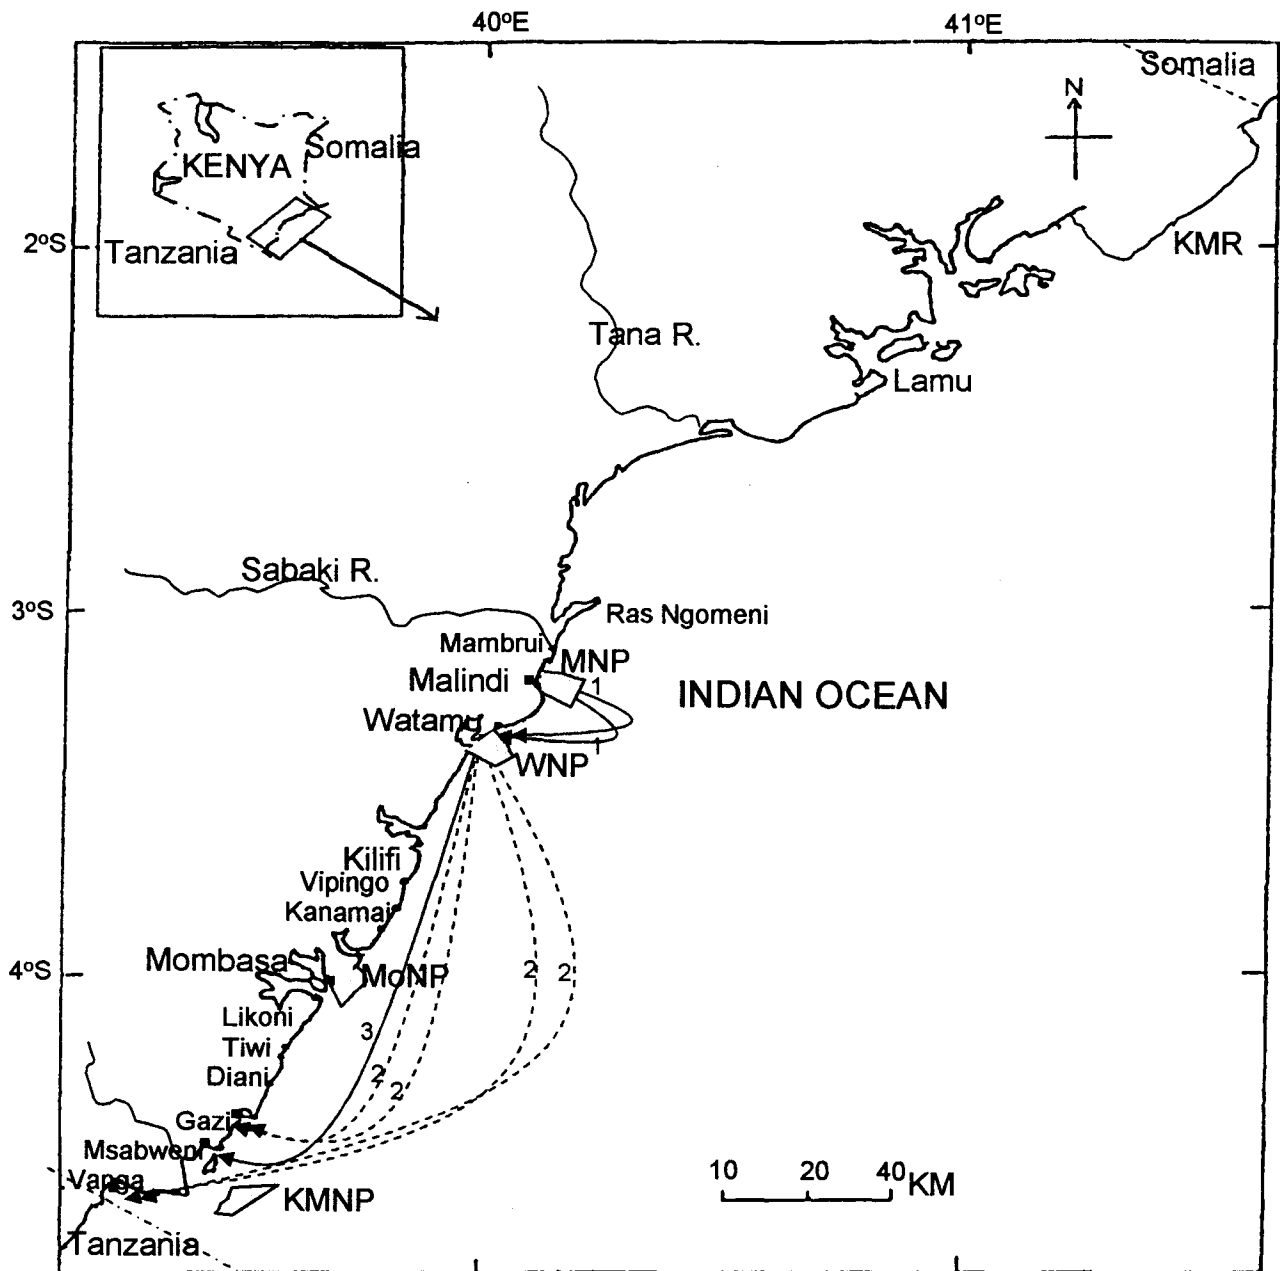 40ºE
41ºE
Somalia
N
KENYA
Somalia
Tanzania
2ºS
KMR
Tana R.
Lamu
Sabaki R.
3ºS
Ras Ngomeni
Mambrui
MNP
Malindi
1
INDIAN OCEAN
Watamu
1
WNP
Kilifi
Vipingo
Kanamai
Mombasa
4ºS
MoNP
2
2
Likoni
3
Tiwi
Diani
2
2
Gazi
Msabweni
4
Vanga
KMNP
10 20 40 KM
Tanzania